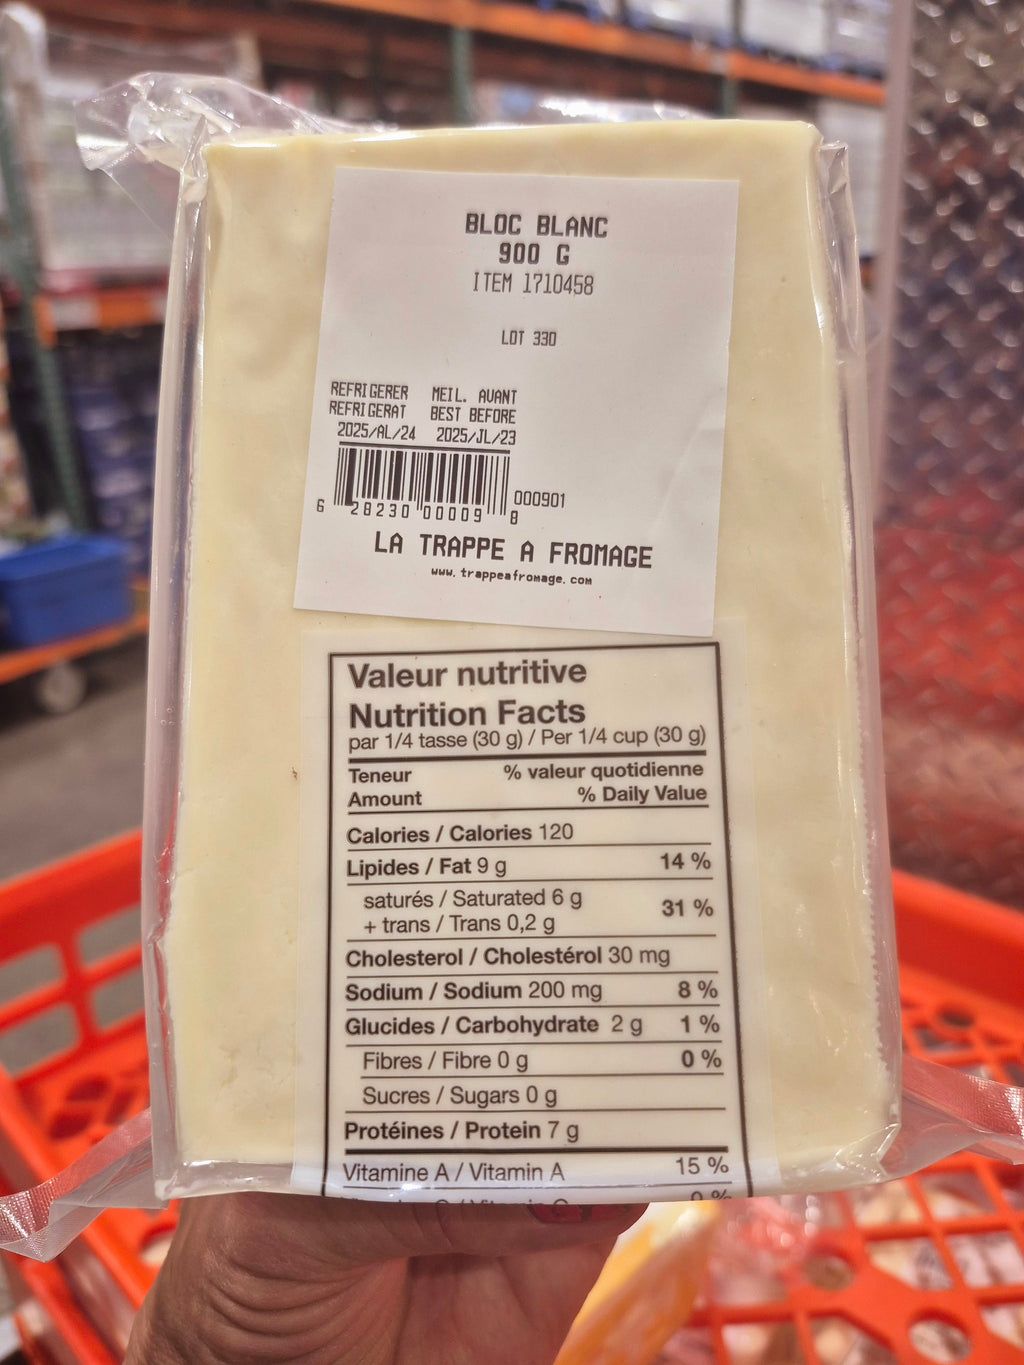 BLOC BLANC
900 G
ITEM 1710458
LOT 330
REFRIGERER MEIL. AVANT
REFRIGERAT BEST BEFORE
2025/AL/24 2025/JL/23
000901
6 28230 00009 8
LA TRAPPE A FROMAGE
www.trappeafromage.com
Valeur nutritive
Nutrition Facts
par 1/4 tasse (30 g) / Per 1/4 cup (30 g)
Teneur % valeur quotidienne
Amount % Daily Value
Calories / Calories 120
Lipides / Fat 9 g 14 %
saturés / Saturated 6 g
+ trans / Trans 0,2 g 31 %
Cholesterol / Cholestérol 30 mg
Sodium / Sodium 200 mg 8 %
Glucides / Carbohydrate 2 g 1 %
Fibres / Fibre 0 g 0 %
Sucres / Sugars 0 g
Protéines / Protein 7 g
Vitamine A / Vitamin A 15 %